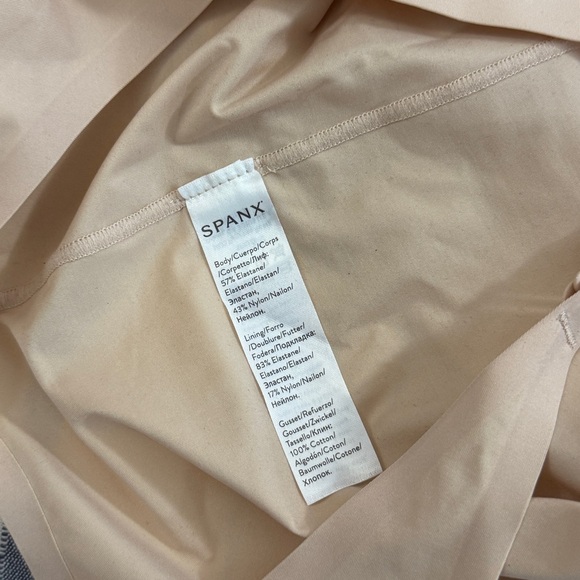 SPANX®
Body/Cuerpo/Corps
/Corpetto/Лиф:
57% Elastane/
Elastano/Elastan/
Эластан,
43% Nylon/Nailon/
Нейлон.
Lining/Forro
/Doublure/Futter/
Fodera/Подкладка:
83% Elastane/
Elastano/Elastan/
Эластан,
17% Nylon/Nailon/
Нейлон.
Gusset/Refuerzo/
Gousset/Zwickel/
Tassello/Клин:
100% Cotton/
Algodón/Coton/
Baumwolle/Cotone/
Хлопок.